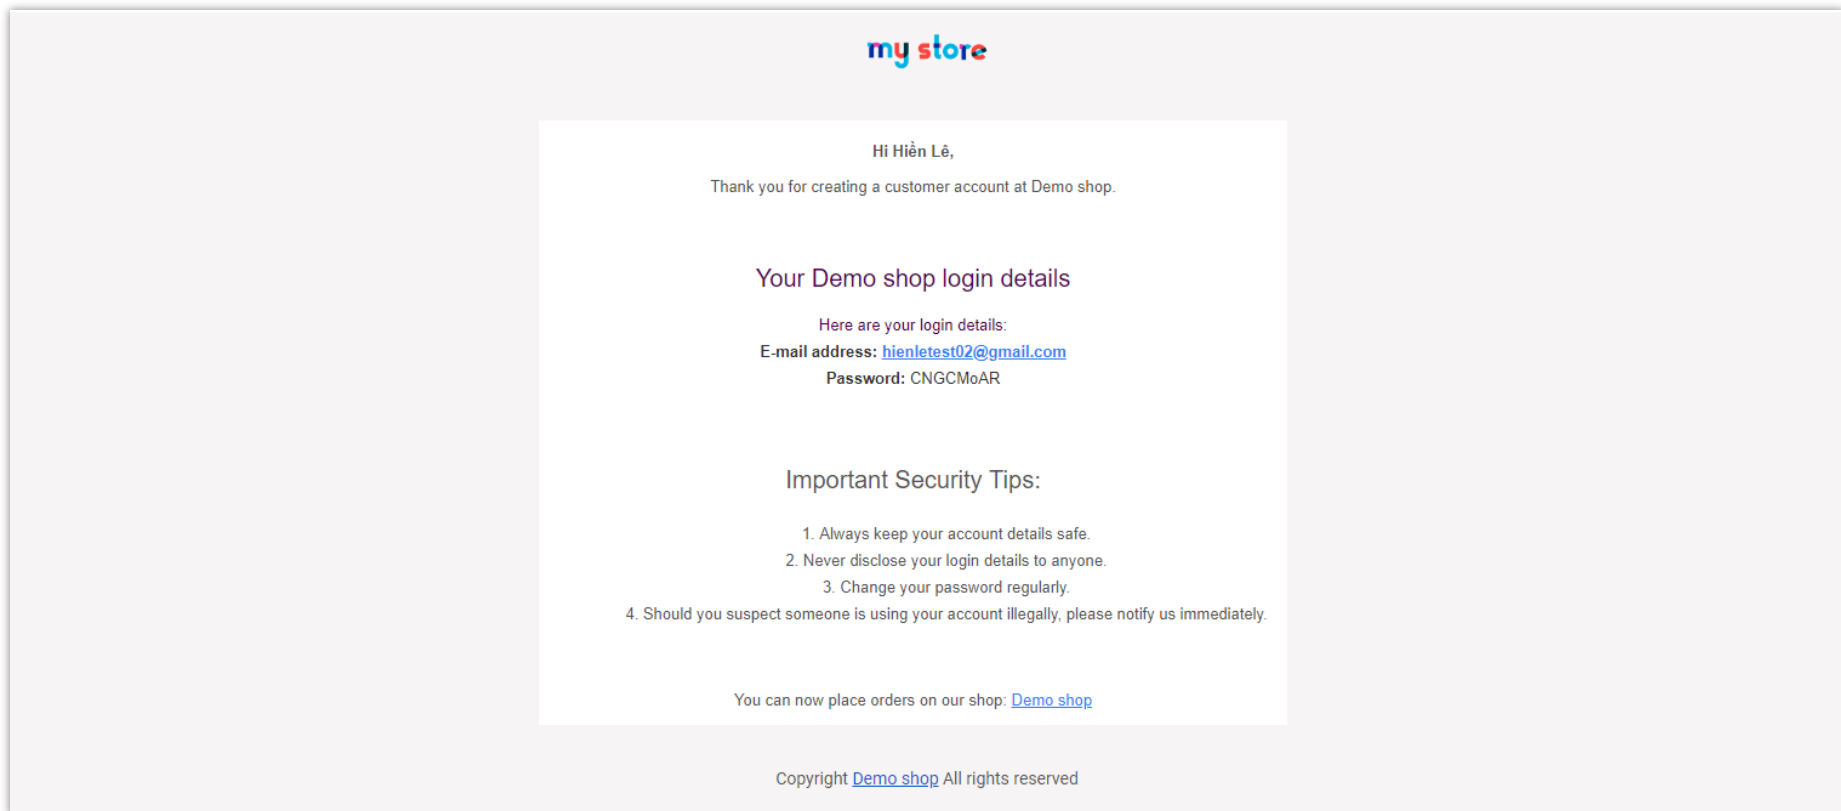 my store
Hi Hiền Lê,
Thank you for creating a customer account at Demo shop.
Your Demo shop login details
Here are your login details:
E-mail address: hienletest02@gmail.com
Password: CNGCMoAR
Important Security Tips:
1. Always keep your account details safe.
2. Never disclose your login details to anyone.
3. Change your password regularly.
4. Should you suspect someone is using your account illegally, please notify us immediately.
You can now place orders on our shop: Demo shop
Copyright Demo shop All rights reserved